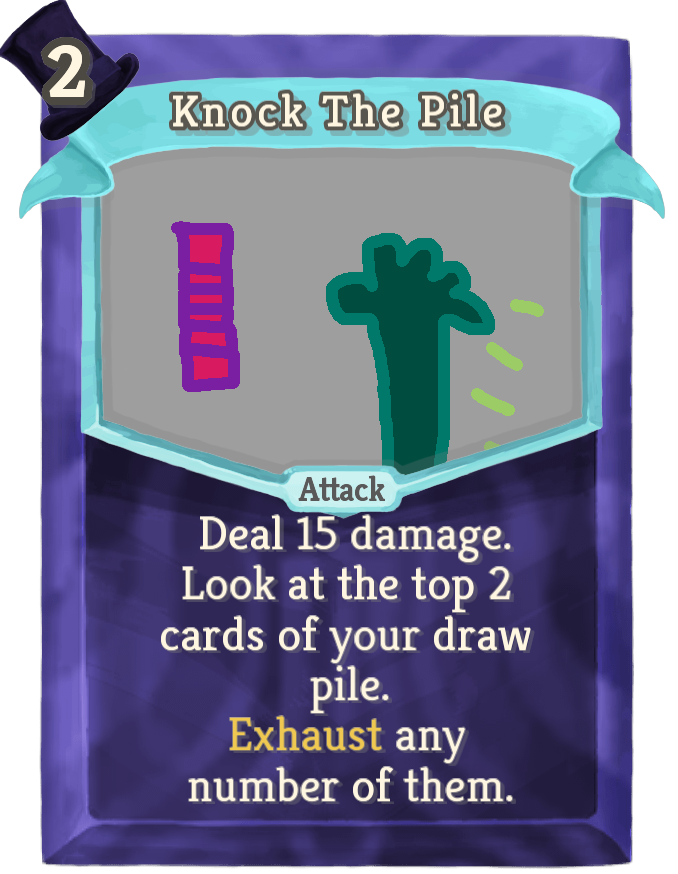 2
Knock The Pile
Attack
Deal 15 damage.
Look at the top 2
cards of your draw
pile.
Exhaust any
number of them.